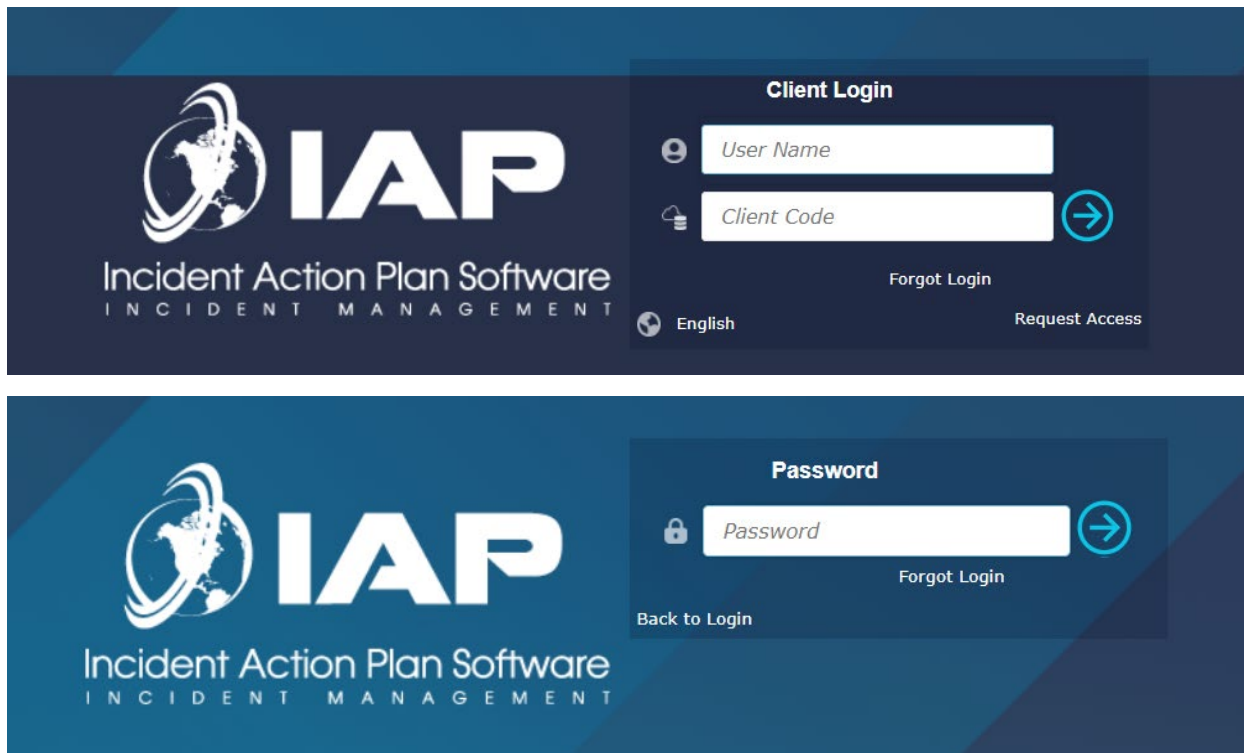 IAP
Incident Action Plan Software
INCIDENT MANAGEMENT
Client Login
User Name
Client Code
Forgot Login
English
Request Access
IAP
Incident Action Plan Software
INCIDENT MANAGEMENT
Password
Password
Forgot Login
Back to Login